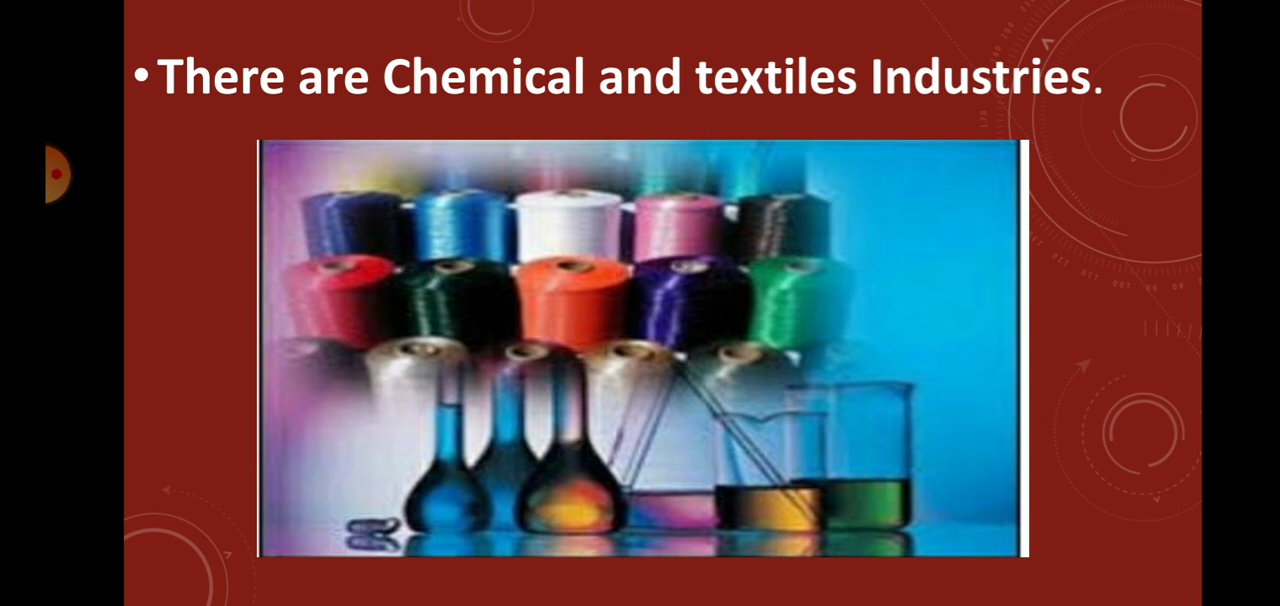 • There are Chemical and textiles Industries.